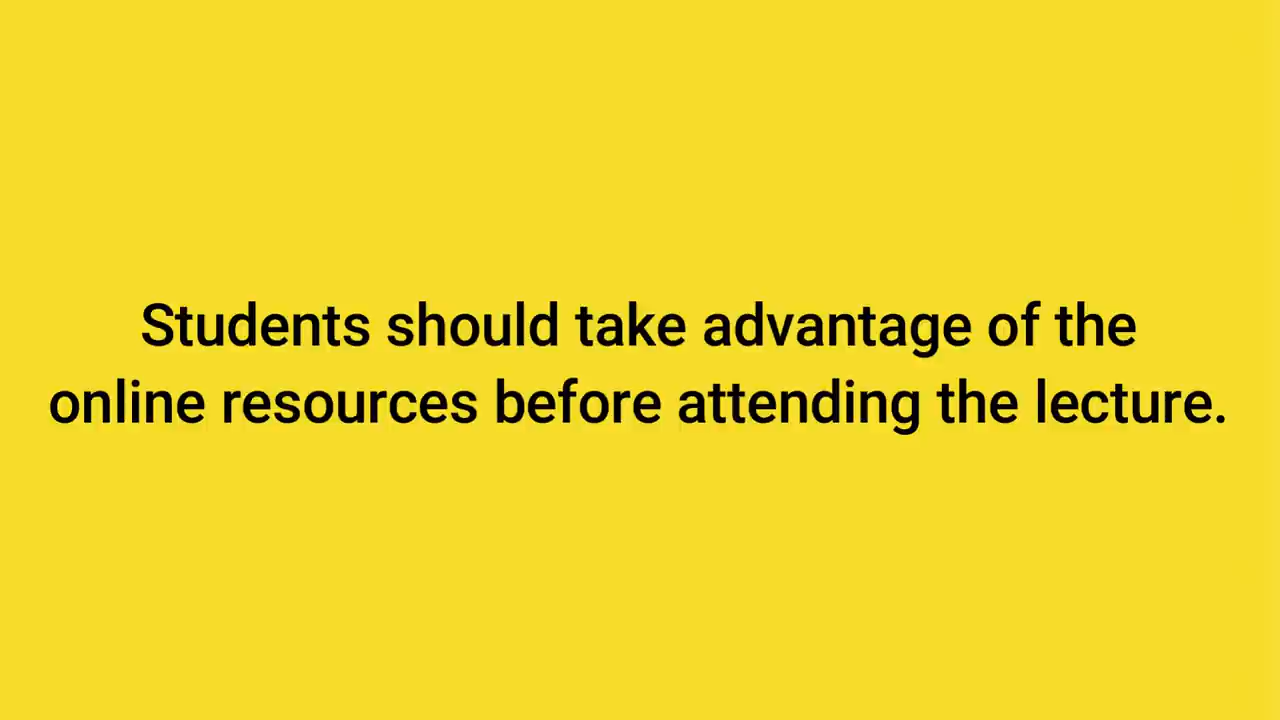 Students should take advantage of the
online resources before attending the lecture.